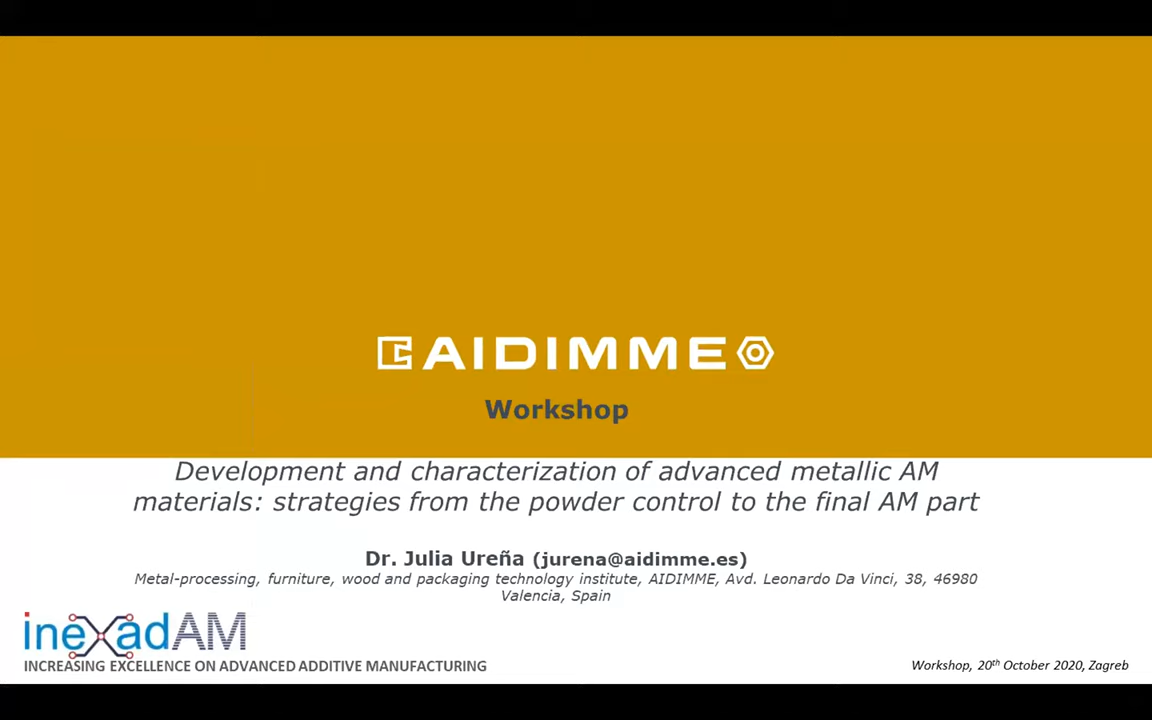 AIDIMME
Workshop
Development and characterization of advanced metallic AM
materials: strategies from the powder control to the final AM part
Dr. Julia Ureña (jurena@aidimme.es)
Metal-processing, furniture, wood and packaging technology institute, AIDIMME, Avd. Leonardo Da Vinci, 38, 46980
Valencia, Spain
inexadAM
INCREASING EXCELLENCE ON ADVANCED ADDITIVE MANUFACTURING
Workshop, 20th October 2020, Zagreb